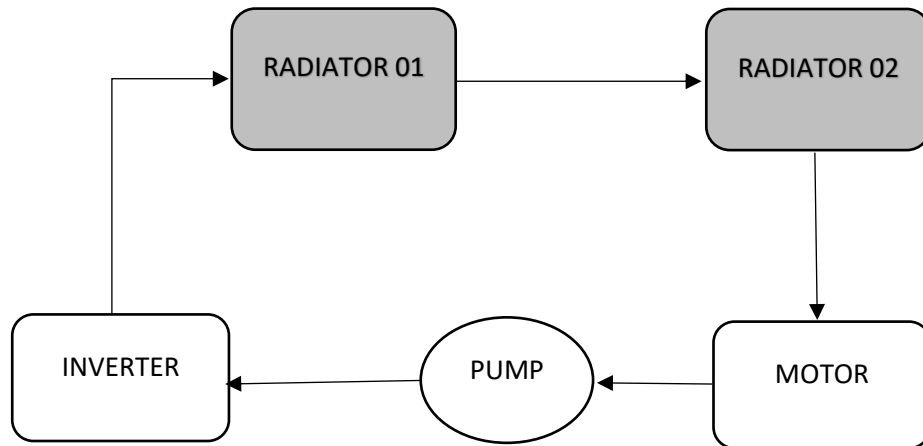 RADIATOR 01
RADIATOR 02
INVERTER
PUMP
MOTOR